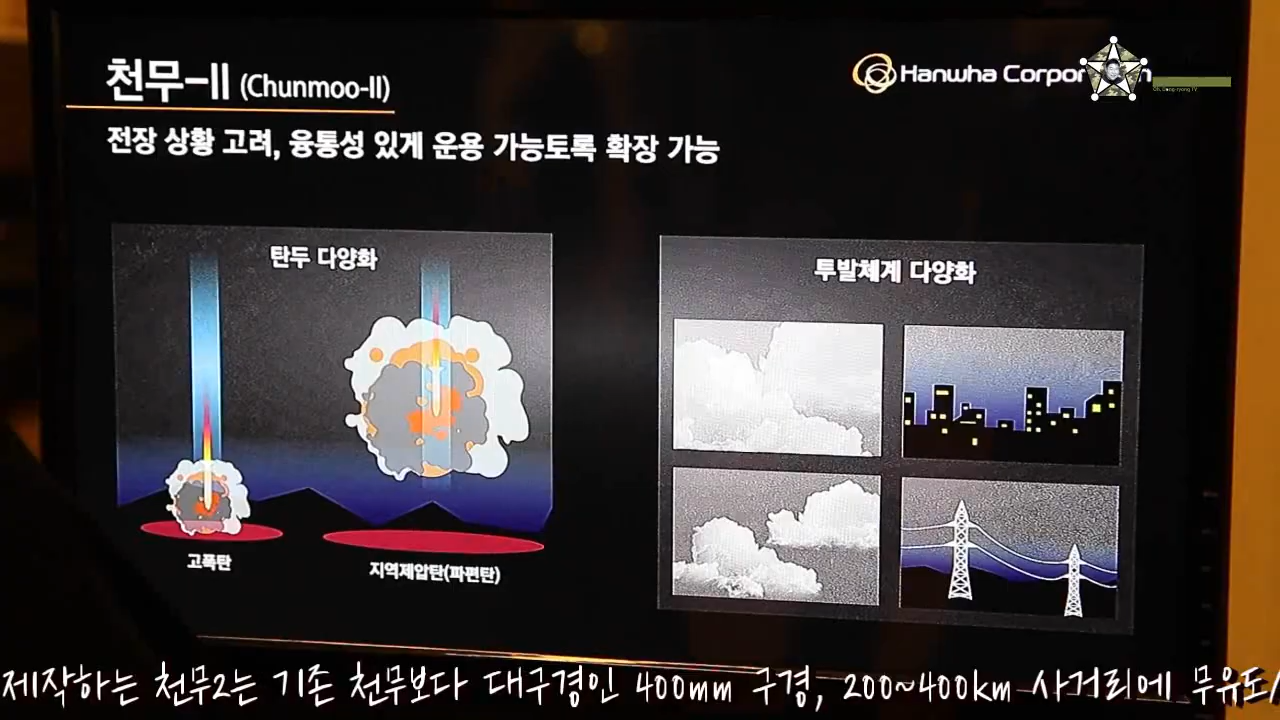 천무-II (Chunmoo-II)
Hanwha Corpor
Oh, Dong-ryong TV
전장 상황 고려, 융통성 있게 운용 가능토록 확장 가능
탄두 다양화
투발체계 다양화
고폭탄
지역제압탄(파편탄)
제작하는 천무2는 기존 천무보다 대구경인 400mm 구경, 200~400km 사거리에 무유도/